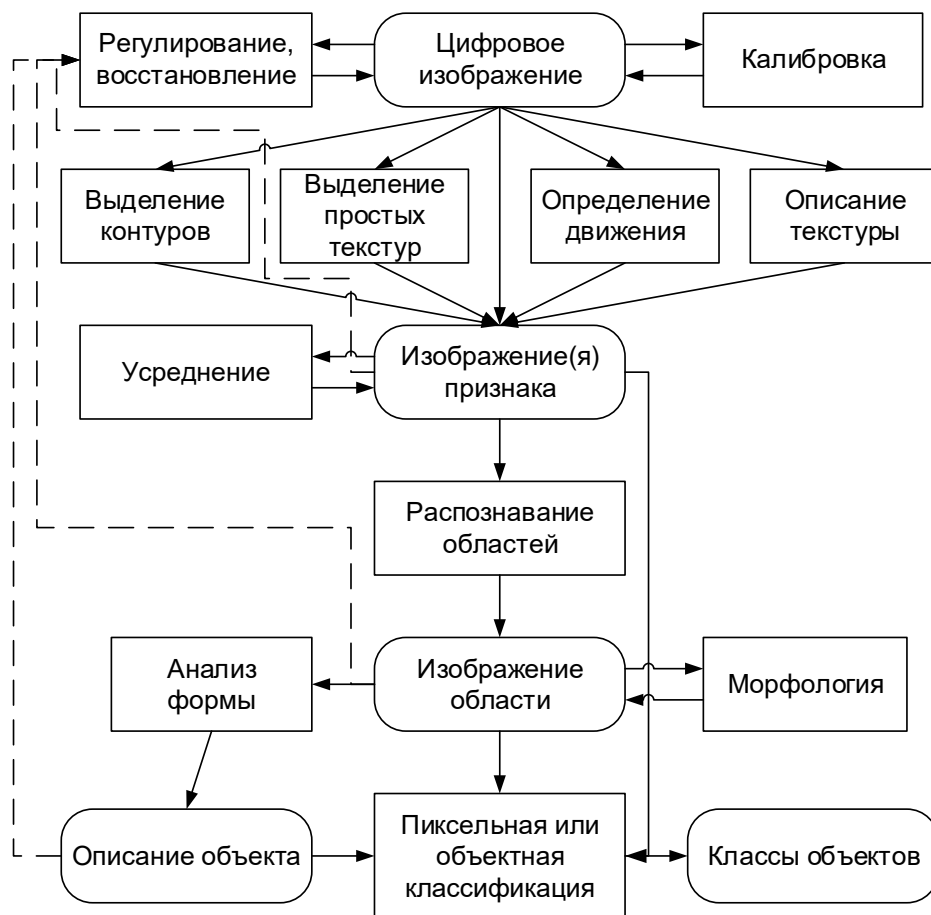 Регулирование,
восстановление
Цифровое
изображение
Калибровка
Выделение
контуров
Выделение
простых
текстур
Определение
движения
Описание
текстуры
Усреднение
Изображение(я)
признака
Распознавание
областей
Анализ
формы
Изображение
области
Морфология
Описание объекта
Пиксельная или
объектная
классификация
Классы объектов